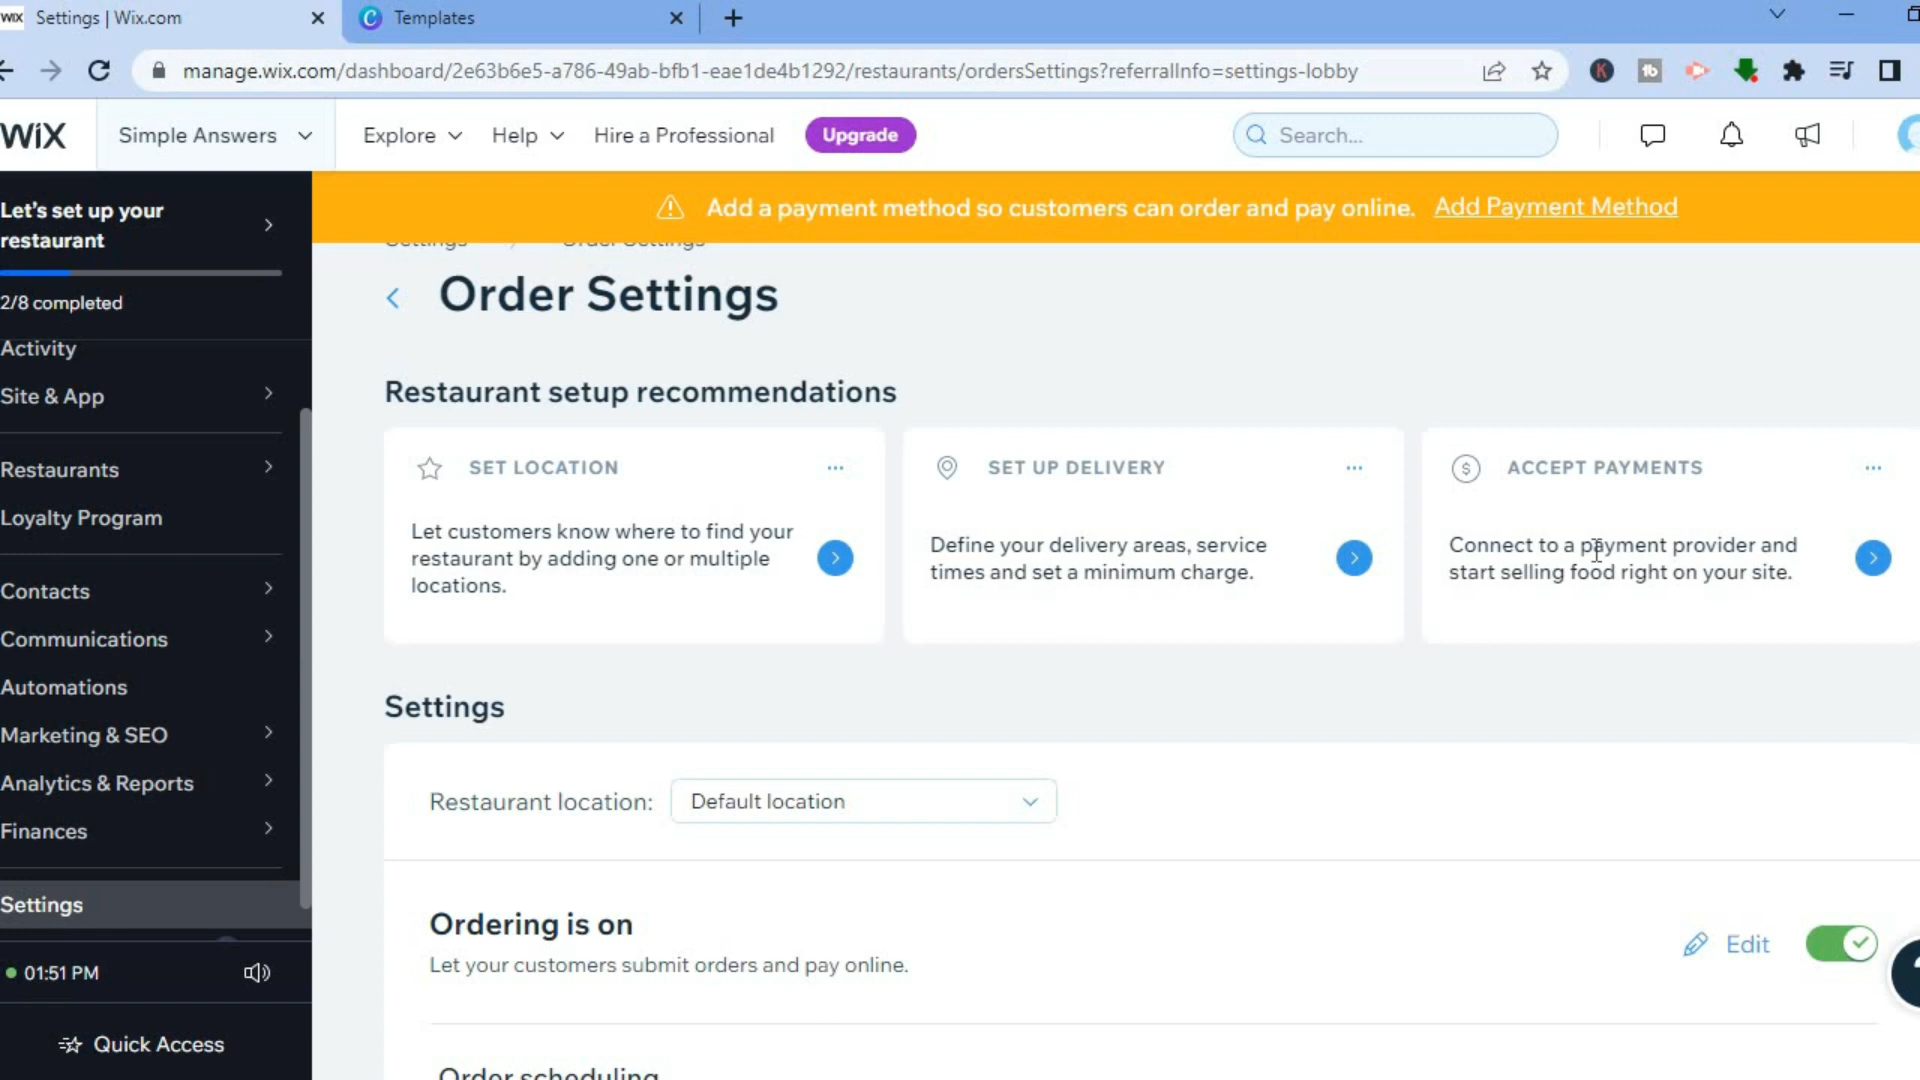 WIX Settings | Wix.com Templates
manage.wix.com/dashboard/2e63b6e5-a786-49ab-bfb1-eae1de4b1292/restaurants/ordersSettings?referralInfo=settings-lobby
WiX Simple Answers Explore Help Hire a Professional Upgrade Search...
Let's set up your
restaurant
2/8 completed
Activity
Site & App
Restaurants
Loyalty Program
Contacts
Communications
Automations
Marketing & SEO
Analytics & Reports
Finances
Settings
01:51 PM
Quick Access
Add a payment method so customers can order and pay online. Add Payment Method
Settings Order Settings
Order Settings
Restaurant setup recommendations
SET LOCATION
Let customers know where to find your
restaurant by adding one or multiple
locations.
SET UP DELIVERY
Define your delivery areas, service
times and set a minimum charge.
ACCEPT PAYMENTS
Connect to a payment provider and
start selling food right on your site.
Settings
Restaurant location: Default location
Ordering is on
Let your customers submit orders and pay online.
Edit
Order scheduling